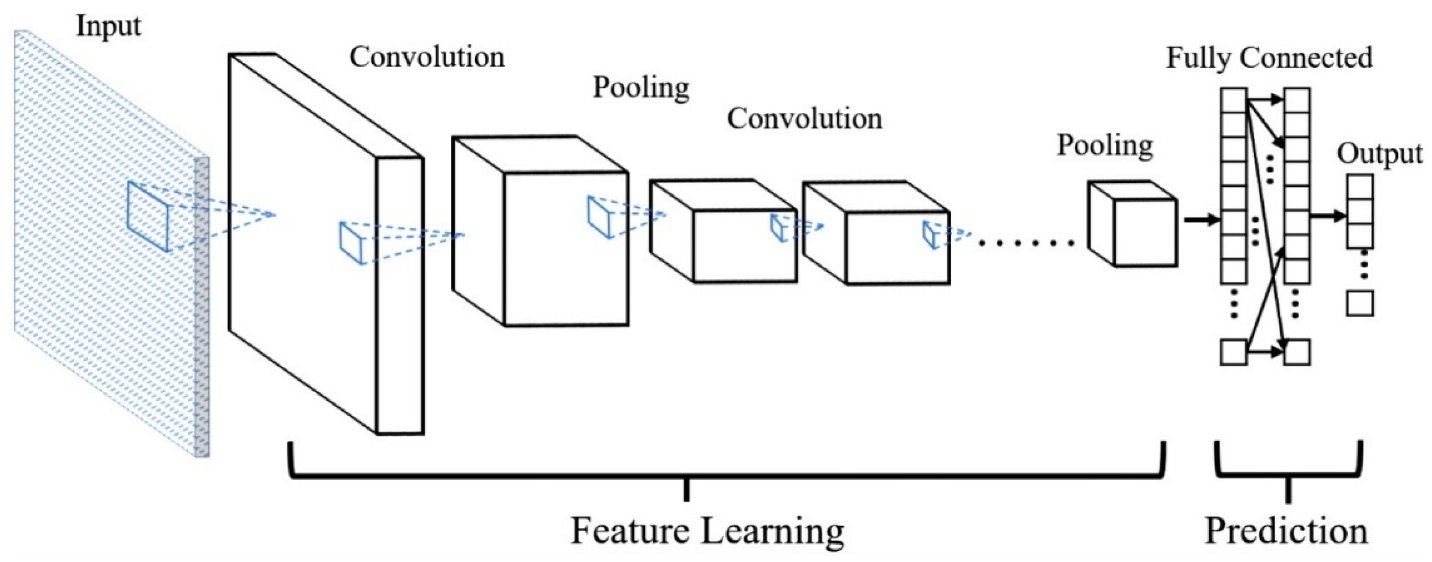 Input
Convolution
Pooling
Convolution
Pooling
Fully Connected
Output
Feature Learning
Prediction